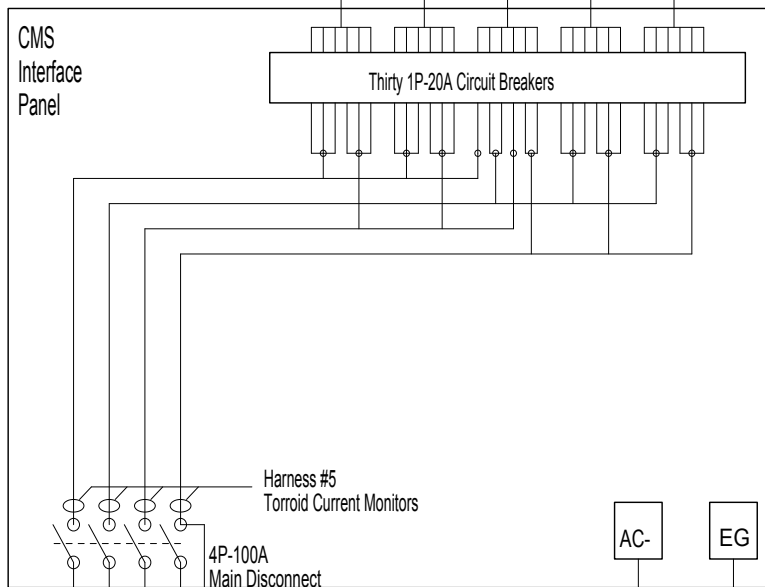 CMS
Interface
Panel
Thirty 1P-20A Circuit Breakers
Harness #5
Torroid Current Monitors
4P-100A
Main Disconnect
AC-
EG